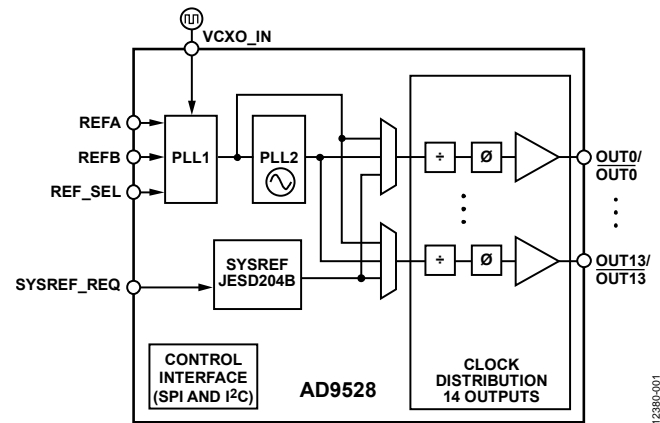 VCXO_IN
REFA
REFB
REF_SEL
PLL1
PLL2
÷
Ø
OUT0/
OUT0
SYSREF_REQ
SYSREF
JESD204B
÷
Ø
OUT13/
OUT13
CONTROL
INTERFACE
(SPI AND I²C)
AD9528
CLOCK
DISTRIBUTION
14 OUTPUTS
12380-001